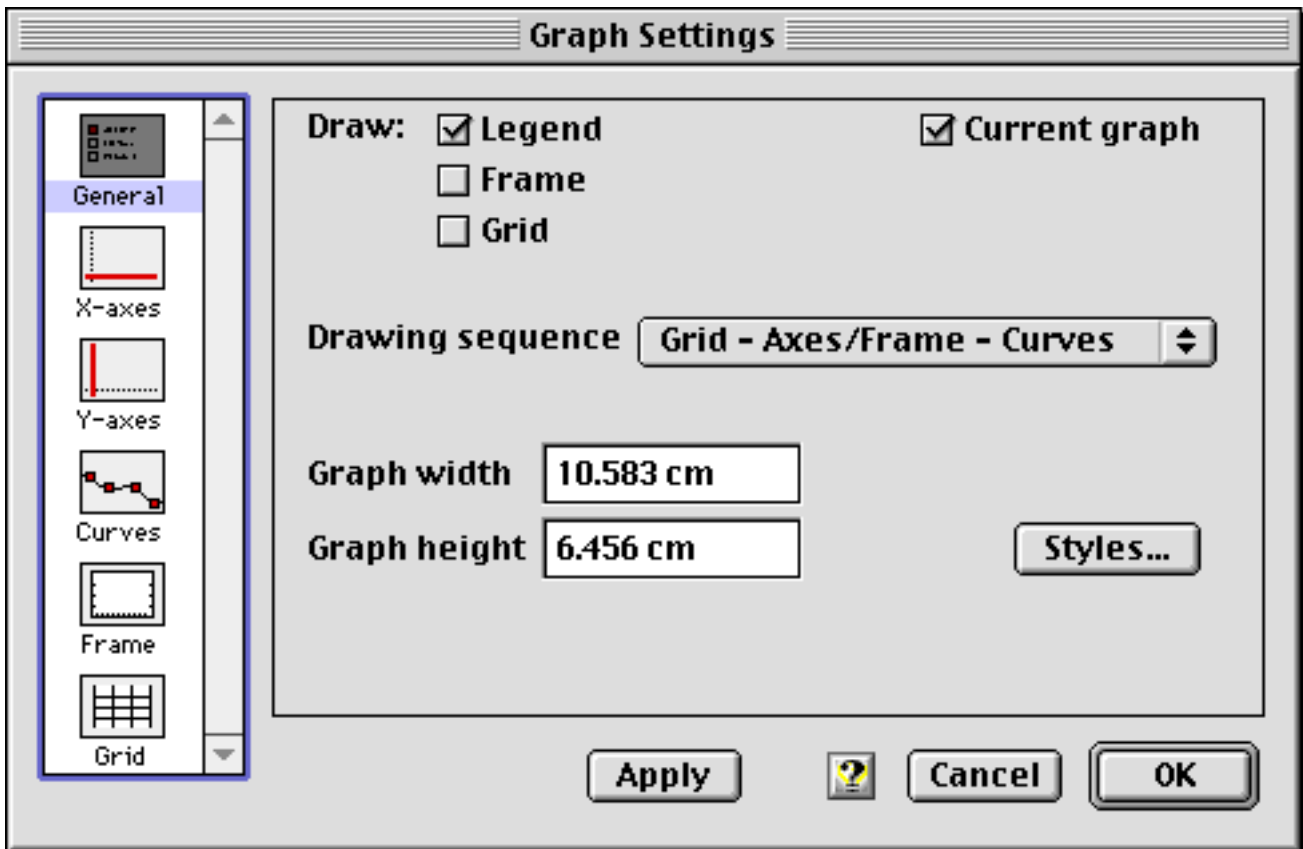 Graph Settings
General
X-axes
Y-axes
Curves
Frame
Grid
Draw: Legend
Current graph
Frame
Grid
Drawing sequence Grid - Axes/Frame - Curves
Graph width 10.583 cm
Graph height 6.456 cm
Styles...
Apply ? Cancel OK